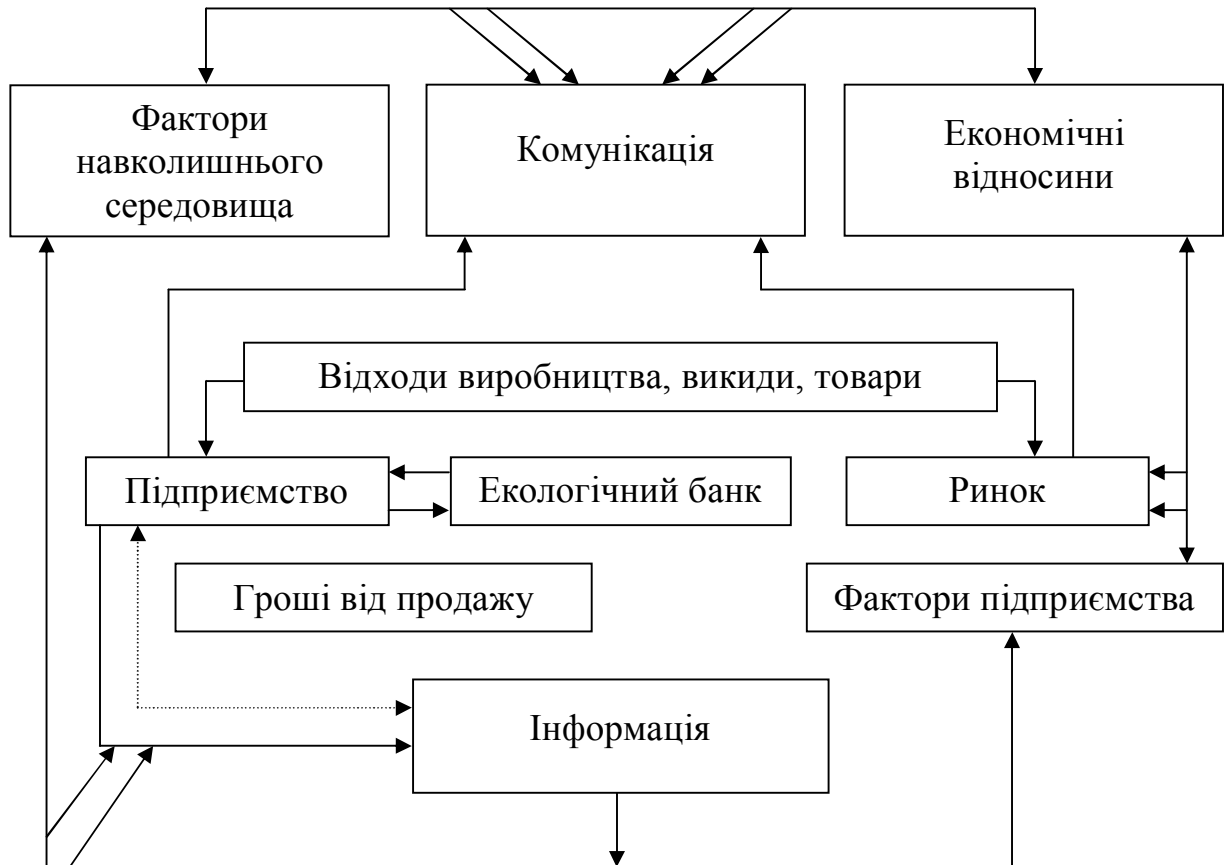 Фактори
навколишнього
середовища
Комунікація
Економічні
відносини
Відходи виробництва, викиди, товари
Підприємство
Екологічний банк
Ринок
Гроші від продажу
Фактори підприємства
Інформація